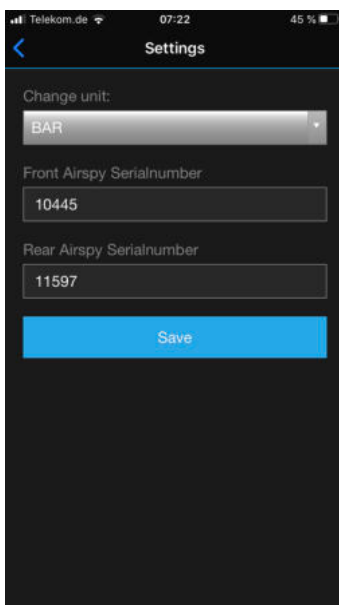 Telekom.de 07:22 45 %
Settings
Change unit:
BAR
Front Airspy Serialnumber
10445
Rear Airspy Serialnumber
11597
Save